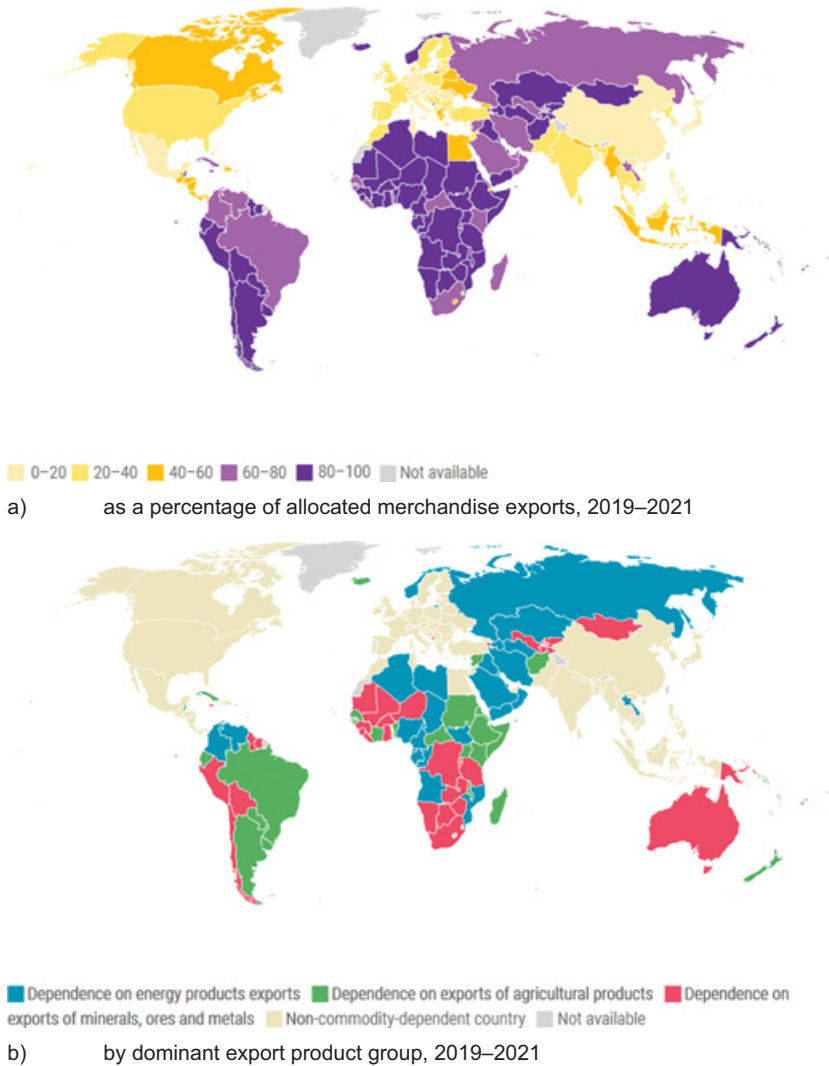 0–20 20–40 40–60 60–80 80–100 Not available
a) as a percentage of allocated merchandise exports, 2019–2021
Dependence on energy products exports Dependence on exports of agricultural products Dependence on
exports of minerals, ores and metals Non-commodity-dependent country Not available
b) by dominant export product group, 2019–2021